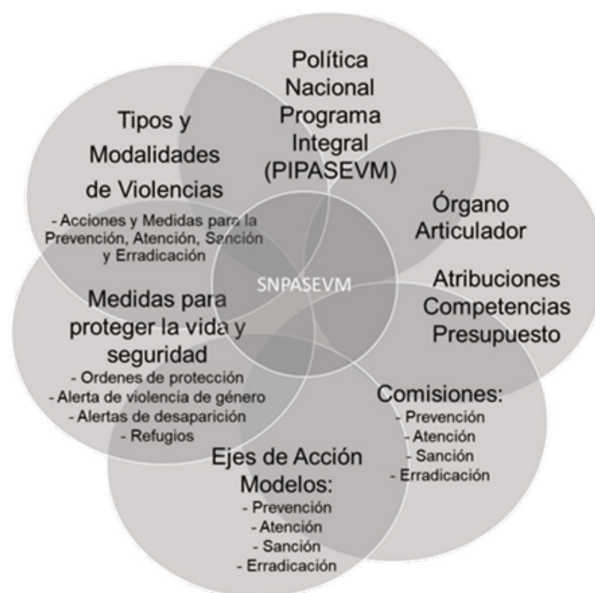 Política
Nacional
Programa
Integral
(PIPASEVM)
Tipos y
Modalidades
de Violencias
- Acciones y Medidas para la
Prevención, Atención, Sanción
y Erradicación
Órgano
Articulador
Atribuciones
Competencias
Presupuesto
SNPASEVM
Medidas para
proteger la vida y
seguridad
- Ordenes de protección
- Alerta de violencia de género
- Alertas de desaparición
- Refugios
Comisiones:
- Prevención
- Atención
- Sanción
- Erradicación
Ejes de Acción
Modelos:
- Prevención
- Atención
- Sanción
- Erradicación